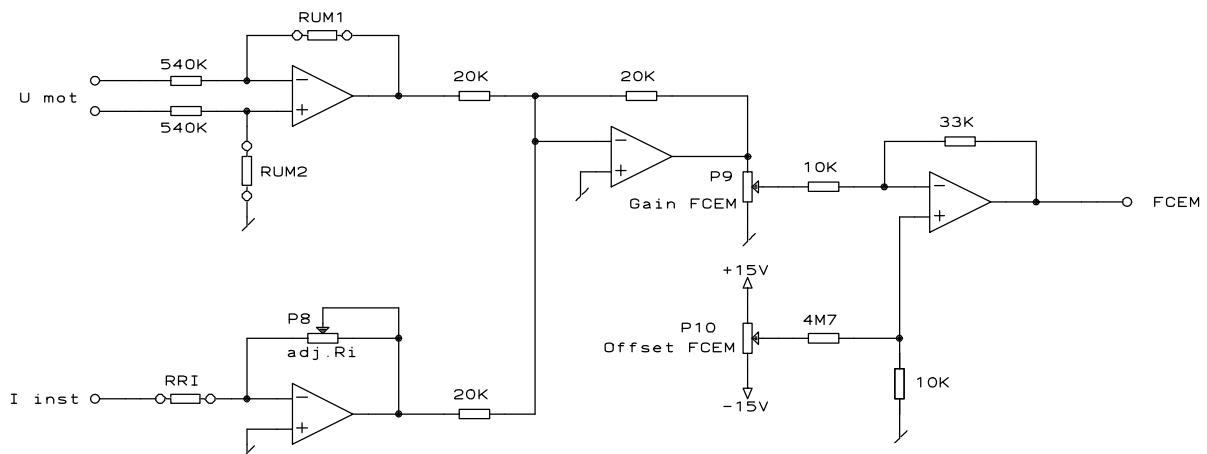 RUM1
540K
U mot
540K
RUM2
20K
20K
33K
10K
P9
Gain FCEM
FCEM
+15V
P10
Offset FCEM
4M7
-15V
10K
P8
adj.Ri
RRI
I inst
20K